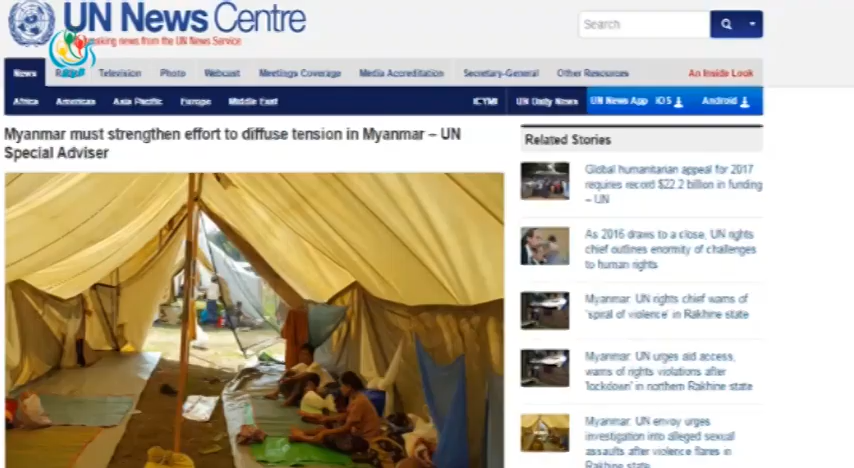 UN News Centre
making news from the UN News Service
Search
News
Television Photo Webcast Meetings Coverage Media Accreditation Secretary-General Other Resources An Inside Look
Africa Americas Asia Pacific Europe Middle East ICYMI UN Daily News UN News App iOS Android
Myanmar must strengthen effort to diffuse tension in Myanmar – UN
Special Adviser
Related Stories
Global humanitarian appeal for 2017
requires record $22.2 billion in funding
– UN
As 2016 draws to a close, UN rights
chief outlines enormity of challenges
to human rights
Myanmar: UN rights chief warns of
'spiral of violence' in Rakhine state
Myanmar: UN urges aid access,
warns of rights violations after
'lockdown' in northern Rakhine state
Myanmar: UN envoy urges
investigation into alleged sexual
assaults after violence flares in
Rakhine state